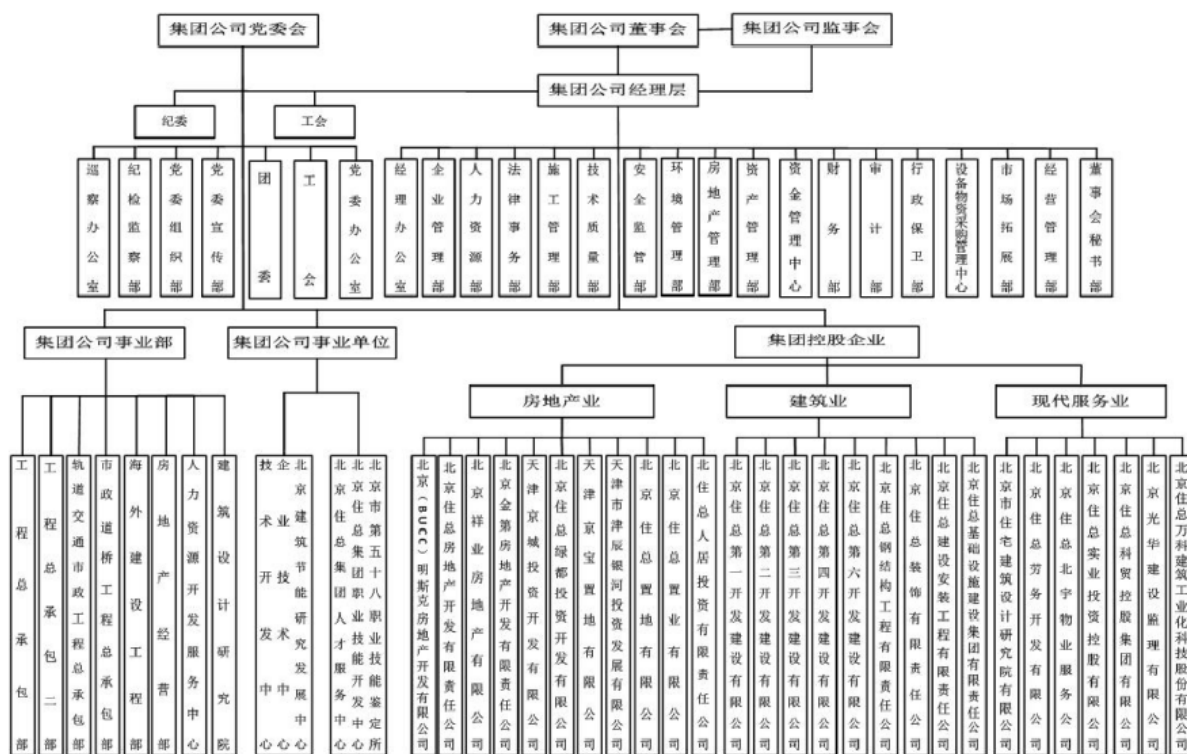 集团公司党委会
集团公司董事会
集团公司监事会
集团公司经理层
纪委
工会
巡察办公室
纪检监察部
党委组织部
党委宣传部
团委
工会
党委办公室
经理办公室
企业管理部
人力资源部
法律事务部
施工管理部
技术质量部
安全监管部
环境管理部
房地产管理部
资产管理部
资金管理中心
财务部
审计部
行政保卫部
设备物资采购管理中心
市场拓展部
经营管理部
董事会秘书部
集团公司事业部
集团公司事业单位
集团控股企业
房地产业
建筑业
现代服务业
工程总承包部
工程总承包二部
轨道交通市政工程总承包部
市政道桥工程总承包部
海外建设工程部
房地产经营部
人力资源开发服务中心
建筑设计研究院
技术开发中心
企业技术中心
北京建筑节能研究发展中心
北京住总集团人才服务中心
北京住总集团职业技能开发中心
北京市第五十八职业技能鉴定所
北京（BUCC）明斯克房地产开发有限公司
北京住总房地产开发有限责任公司
北京祥业房地产有限公司
北京金第房地产开发有限责任公司
天津京城投资开发有限公司
北京住总绿都投资开发有限公司
天津京宝置地有限公司
天津市津辰银河投资发展有限公司
北京住总置地有限公司
北京住总置业有限公司
北住总人居投资有限责任公司
北京住总第一开发建设有限公司
北京住总第二开发建设有限公司
北京住总第三开发建设有限公司
北京住总第四开发建设有限公司
北京住总第六开发建设有限公司
北京住总钢结构工程有限责任公司
北京住总装饰有限责任公司
北京住总建设安装工程有限责任公司
北京住总基础设施建设集团有限责任公司
北京市住宅建筑设计研究院有限公司
北京住总劳务开发有限公司
北京住总北宇物业服务公司
北京住总实业投资控股有限公司
北京住总科贸控股集团有限公司
北京光华建设监理有限公司
北京住总万科建筑工业化科技股份有限公司